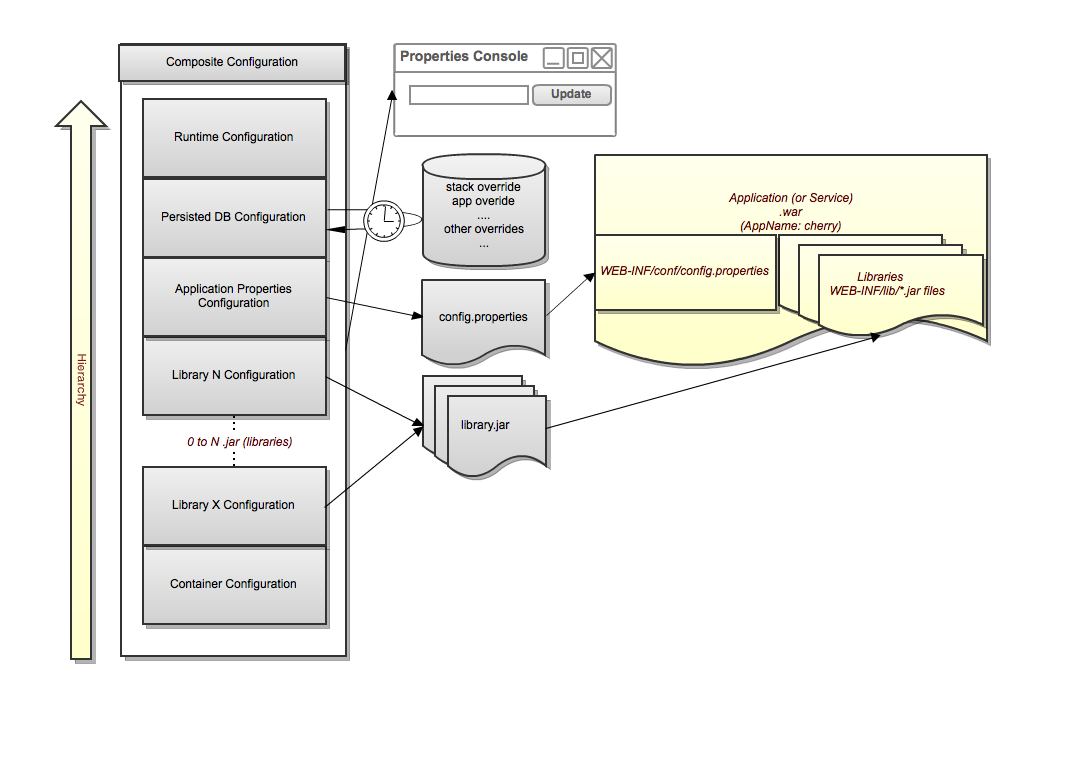 Composite Configuration
Runtime Configuration
Persisted DB Configuration
Application Properties
Configuration
Library N Configuration
0 to N .jar (libraries)
Library X Configuration
Container Configuration
Hierarchy
Properties Console
Update
stack override
app overide
....
other overrides
...
config.properties
library.jar
Application (or Service)
.war
(AppName: cherry)
WEB-INF/conf/config.properties
Libraries
WEB-INF/lib/*.jar files